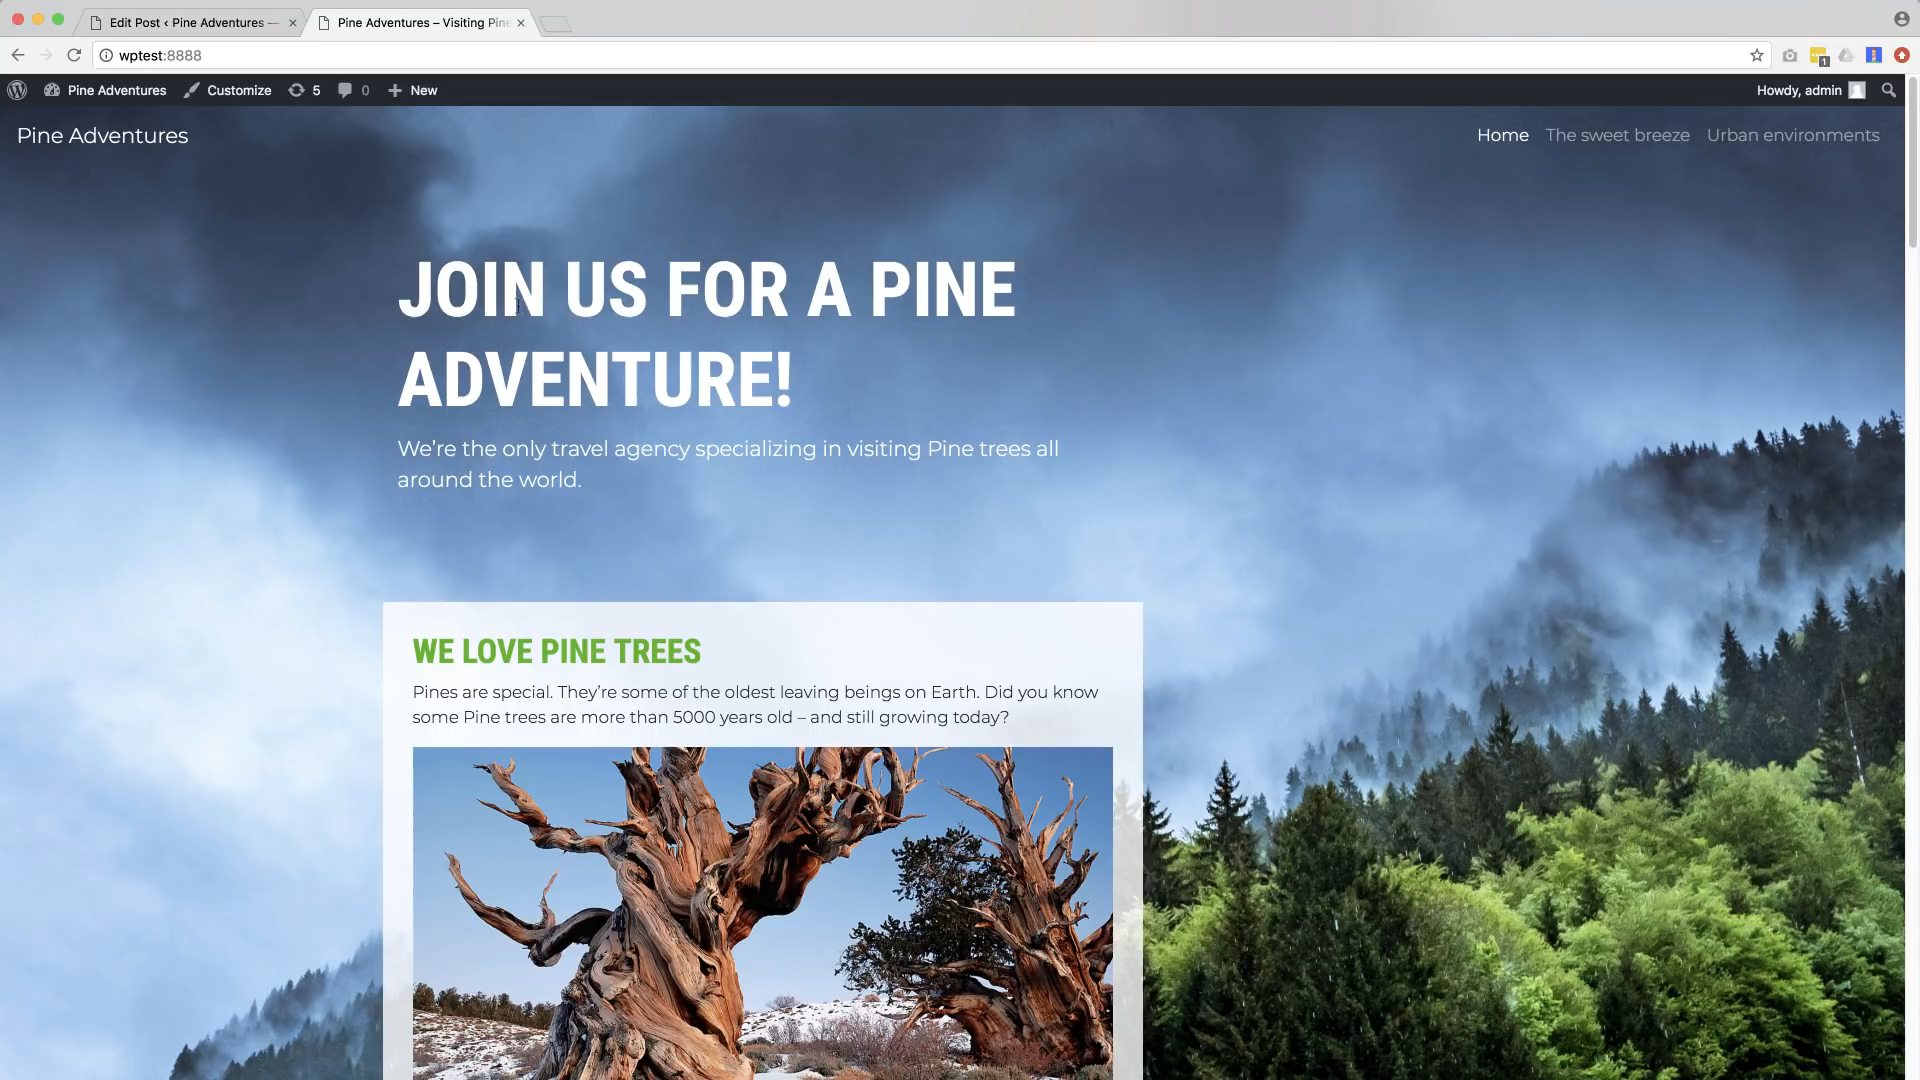 Edit Post ‹ Pine Adventures —
Pine Adventures – Visiting Pine
wptest:8888
1
Pine Adventures
Customize
5
0
New
Howdy, admin
Pine Adventures
Home
The sweet breeze
Urban environments
JOIN US FOR A PINE
ADVENTURE!
We’re the only travel agency specializing in visiting Pine trees all
around the world.
WE LOVE PINE TREES
Pines are special. They’re some of the oldest leaving beings on Earth. Did you know
some Pine trees are more than 5000 years old – and still growing today?